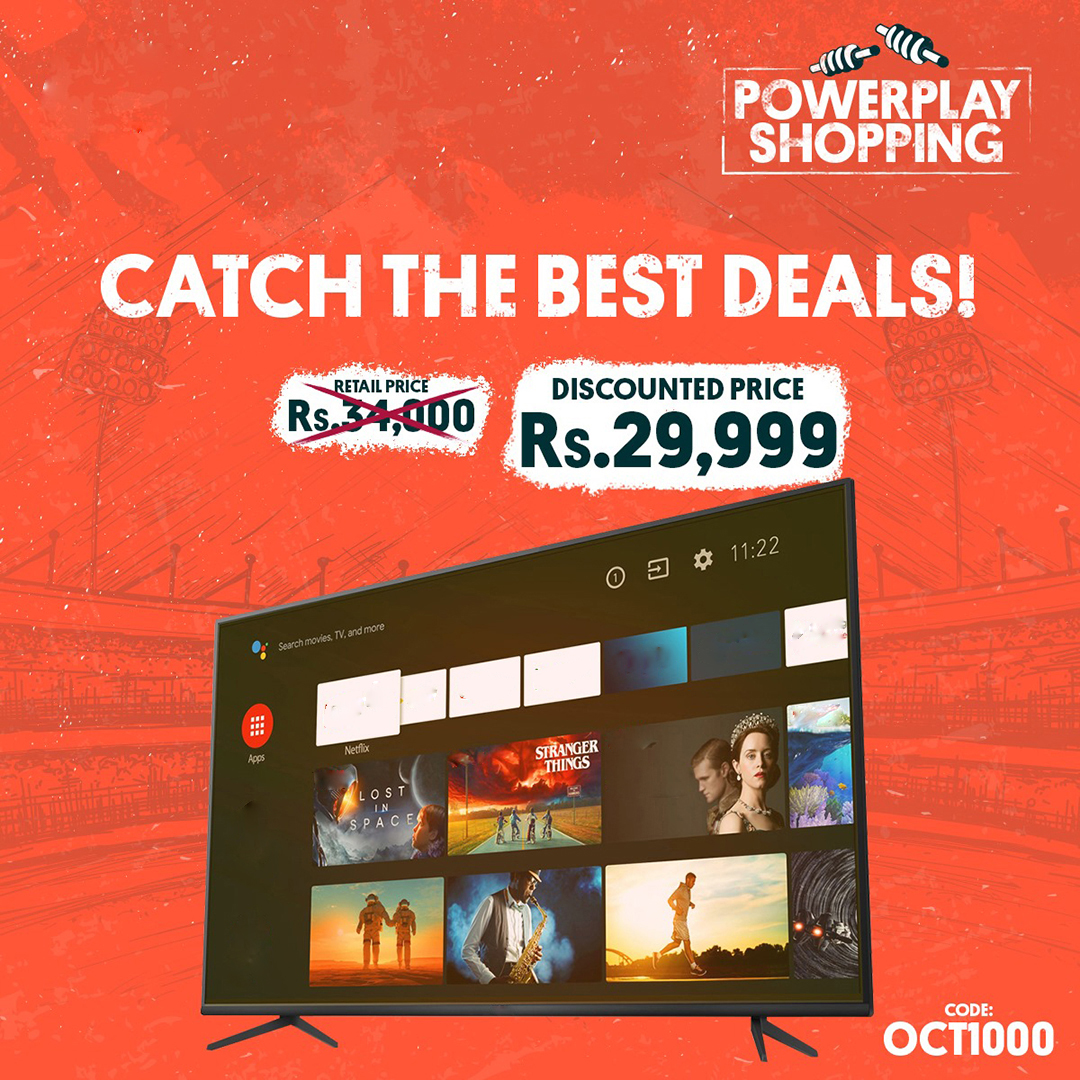 POWERPLAY
SHOPPING
CATCH THE BEST DEALS!
RETAIL PRICE
Rs.34,000
DISCOUNTED PRICE
Rs.29,999
11:22
Search movies, TV, and more
Netflix
Apps
LOST
IN
SPACE
STRANGER
THINGS
CODE:
OCT1000